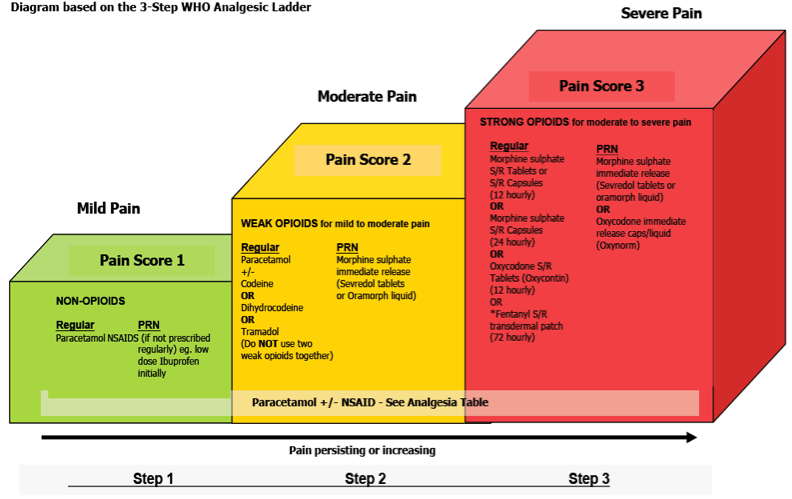 Diagram based on the 3-Step WHO Analgesic Ladder
Severe Pain
Pain Score 3
STRONG OPIOIDS for moderate to severe pain
Regular
Morphine sulphate
S/R Tablets or
S/R Capsules
(12 hourly)
OR
Morphine sulphate
S/R Capsules
(24 hourly)
OR
Oxycodone S/R
Tablets (Oxycontin)
(12 hourly)
OR
*Fentanyl S/R
transdermal patch
(72 hourly)
PRN
Morphine sulphate
immediate release
(Sevredol tablets or
oramorph liquid)
OR
Oxycodone immediate
release caps/liquid
(Oxynorm)
Moderate Pain
Pain Score 2
WEAK OPIOIDS for mild to moderate pain
Regular
Paracetamol
+/-
Codeine
OR
Dihydrocodeine
OR
Tramadol
(Do NOT use two
weak opioids together)
PRN
Morphine sulphate
immediate release
(Sevredol tablets
or Oramorph liquid)
Mild Pain
Pain Score 1
NON-OPIOIDS
Regular
Paracetamol
PRN
NSAIDS (if not prescribed
regularly) eg. low
dose Ibuprofen
initially
Paracetamol +/- NSAID - See Analgesia Table
Pain persisting or increasing
Step 1
Step 2
Step 3